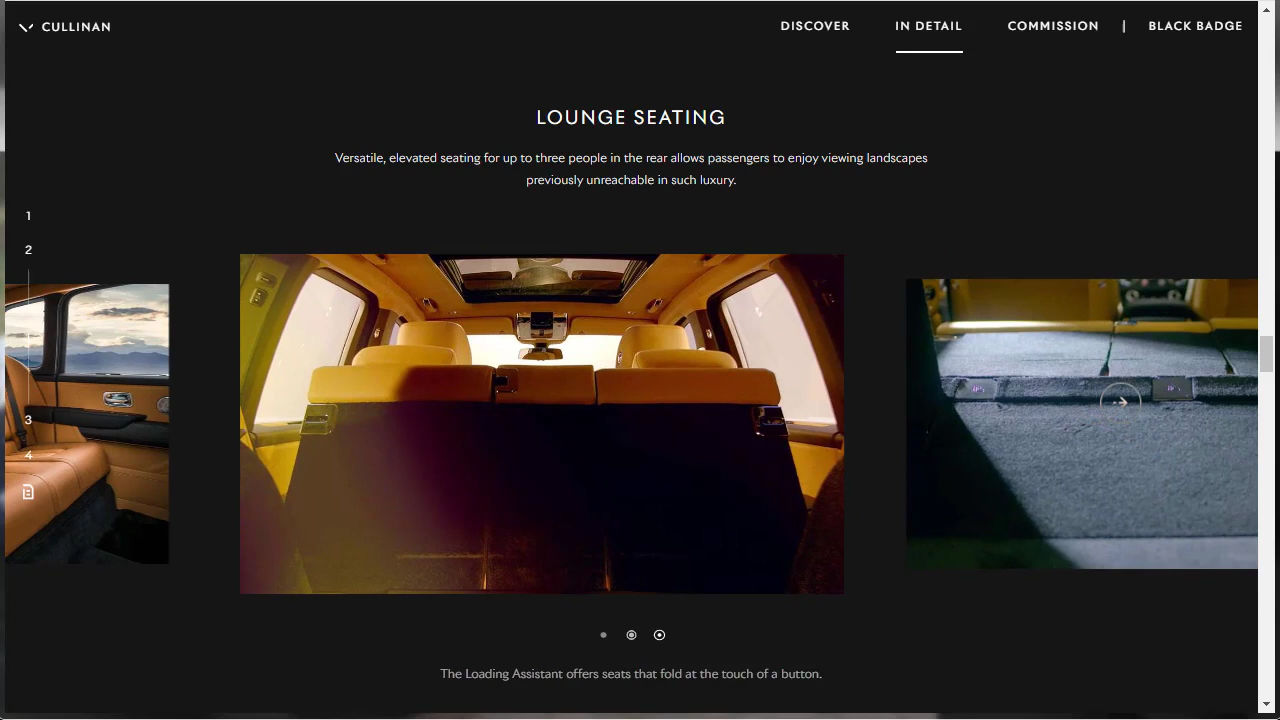 CULLINAN
DISCOVER
IN DETAIL
COMMISSION
|
BLACK BADGE
LOUNGE SEATING
Versatile, elevated seating for up to three people in the rear allows passengers to enjoy viewing landscapes
previously unreachable in such luxury.
1
2
3
4
The Loading Assistant offers seats that fold at the touch of a button.